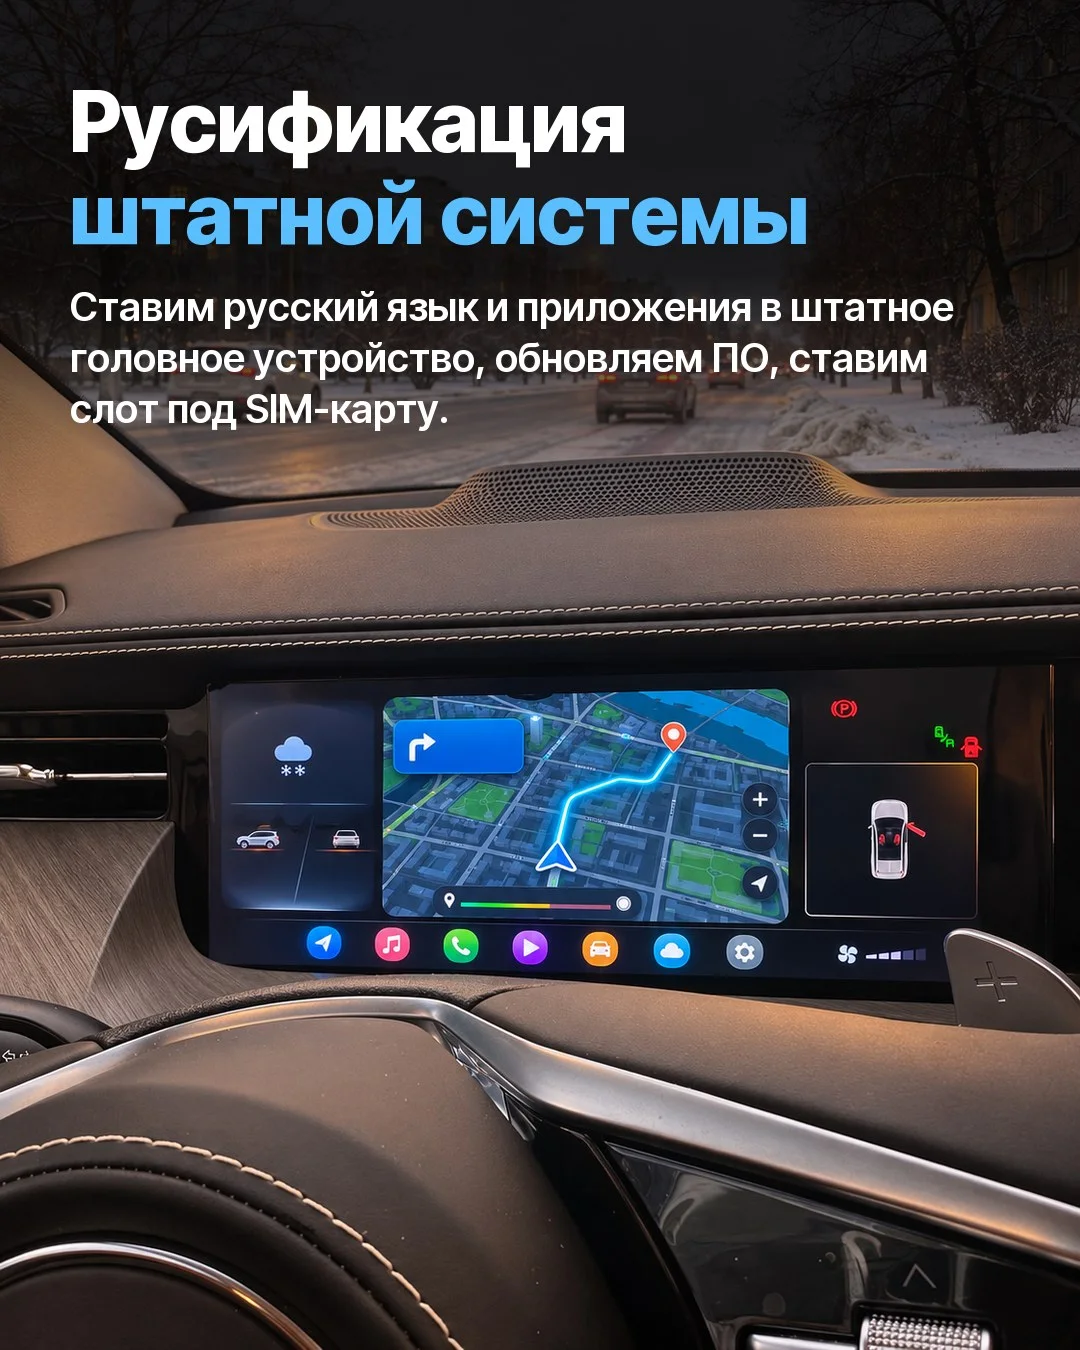 Русификация
штатной системы
Ставим русский язык и приложения в штатное
головное устройство, обновляем ПО, ставим
слот под SIM-карту.